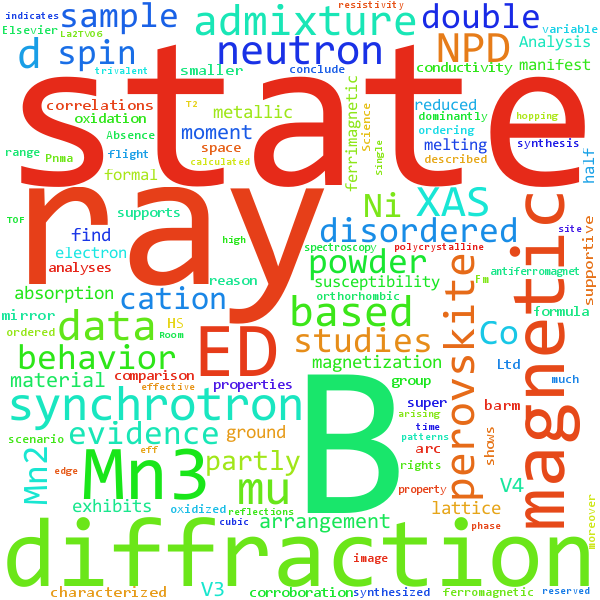 indicates
sample
admixture
resistivity
double
Elsevier
La2TVO6
d
spin
neutron
NPD
Analysis
variable
trivalent
smaller
conclude
conductivity
manifest
correlations
T2
metallic
ferrimagnetic
Science
reduced
hopping
oxidation
dominantly
Absence
moment
ordering
melting
synthesis
range
Pnma
flight
space
calculated
single
described
half
formal
state
ray
Ni
XAS
magnetic
supportive
TOF
supports
find
disordered
site
high
electron
spectroscopy
polycrystalline
analyses
reason
powder
Fm
antiferromagnet
absorption
cation
susceptibility
orthorhombic
based
perovskite
formula
mirror
data
HS
ED
studies
Co
ordered
Room
behavior
comparison
magnetization
Ltd
much
material
effective
properties
group
synchrotron
B
super
barm
arising
scenario
evidence
ground
time
patterns
shows
Mn2
Mn3
mu
partly
eff
arc
rights
edge
lattice
V4
exhibits
oxidized
reflections
arrangement
property
moreover
cubic
phase
diffraction
image
V3
characterized
corroboration
synthesized
ferromagnetic
reserved